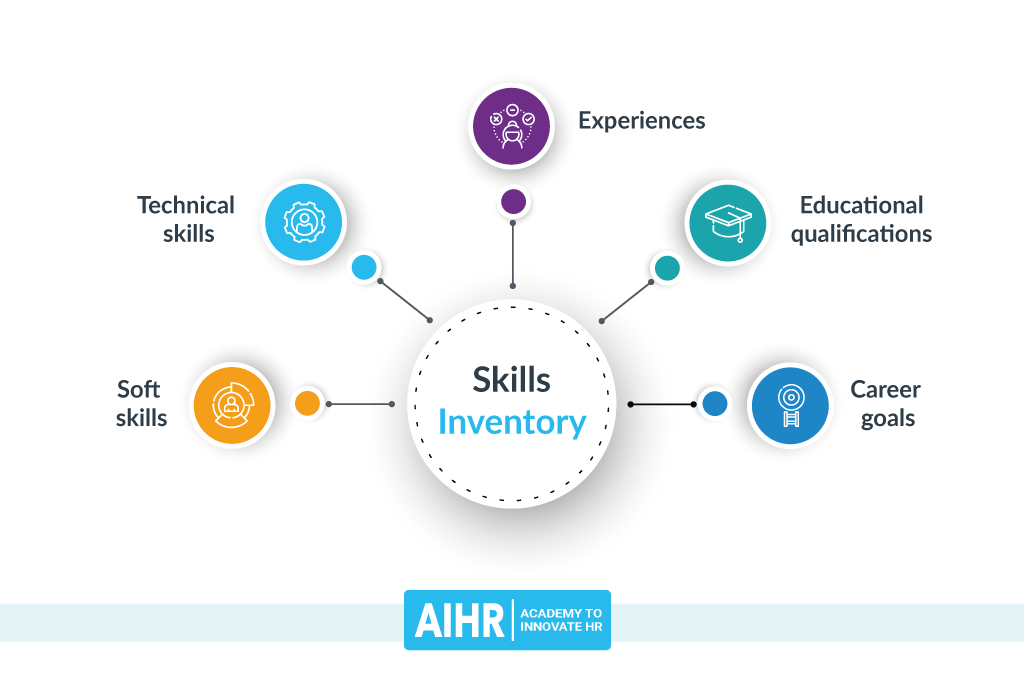 Experiences
Technical
skills
Educational
qualifications
Soft
skills
Skills
Inventory
Career
goals
AIHR
ACADEMY TO
INNOVATE HR